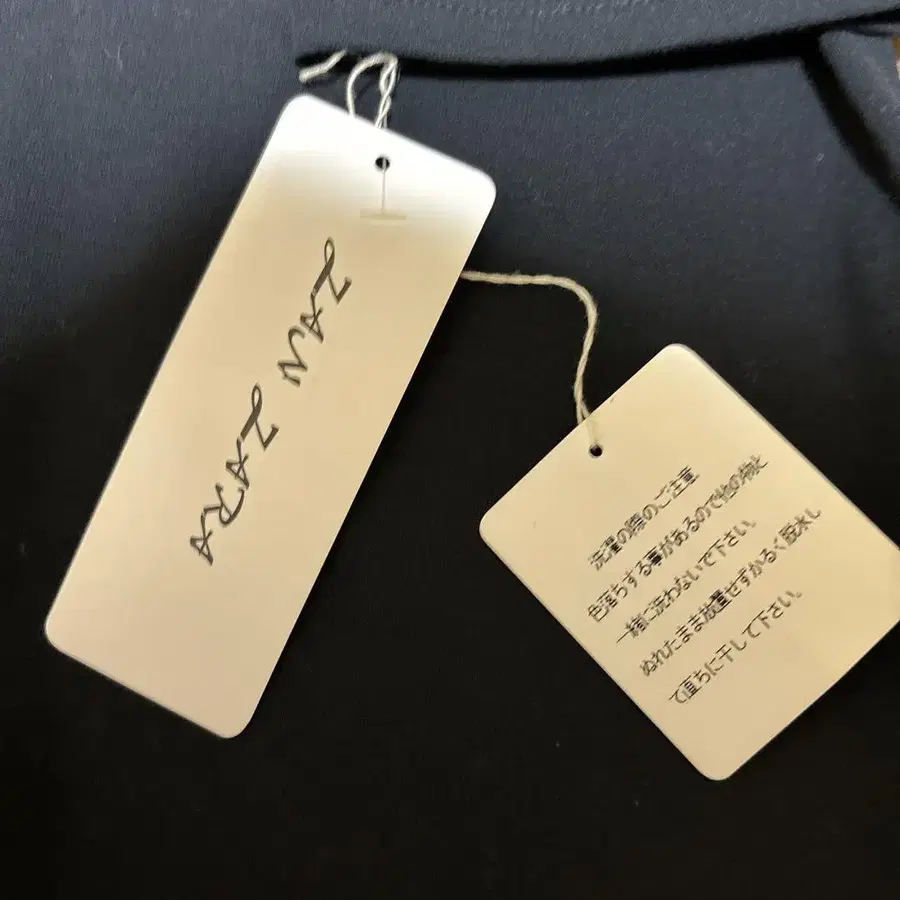 ZAW ZARA
洗濯の際のご注意
色落ちする事があるので他の物と
一緒に洗わないで下さい。
ぬれたまま放置せずかるく脱水し
て直ちに干して下さい。